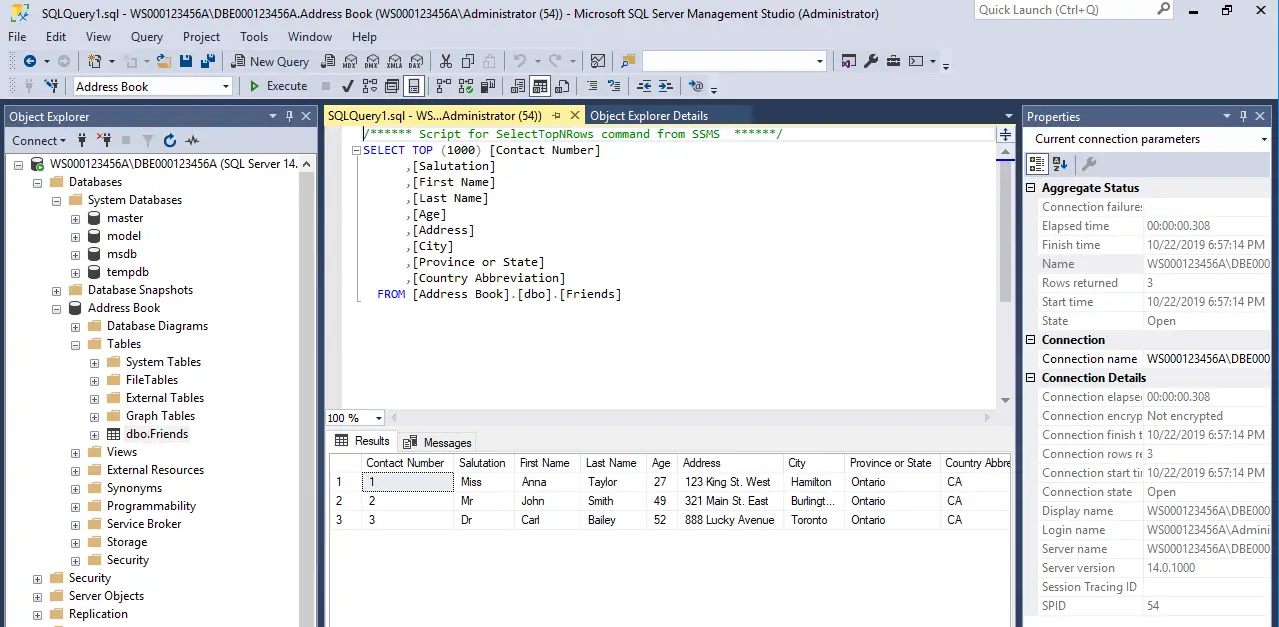 SQLQuery1.sql - WS000123456A\DBE000123456A.Address Book (WS000123456A\Administrator (54)) - Microsoft SQL Server Management Studio (Administrator)
Quick Launch (Ctrl+Q)
File Edit View Query Project Tools Window Help
New Query MDX DMX XMLA DAX
Address Book Execute
Object Explorer
Connect
WS000123456A\DBE000123456A (SQL Server 14.
Databases
System Databases
master
model
msdb
tempdb
Database Snapshots
Address Book
Database Diagrams
Tables
System Tables
FileTables
External Tables
Graph Tables
dbo.Friends
Views
External Resources
Synonyms
Programmability
Service Broker
Storage
Security
Security
Server Objects
Replication
SQLQuery1.sql - WS...Administrator (54)) Object Explorer Details
/****** Script for SelectTopNRows command from SSMS ******/
SELECT TOP (1000) [Contact Number]
,[Salutation]
,[First Name]
,[Last Name]
,[Age]
,[Address]
,[City]
,[Province or State]
,[Country Abbreviation]
FROM [Address Book].[dbo].[Friends]
100 %
Results Messages
Contact Number Salutation First Name Last Name Age Address City Province or State Country Abbre
1 1 Miss Anna Taylor 27 123 King St. West Hamilton Ontario CA
2 2 Mr John Smith 49 321 Main St. East Burlingt... Ontario CA
3 3 Dr Carl Bailey 52 888 Lucky Avenue Toronto Ontario CA
Properties
Current connection parameters
Aggregate Status
Connection failures
Elapsed time 00:00:00.308
Finish time 10/22/2019 6:57:14 PM
Name WS000123456A\DBE000
Rows returned 3
Start time 10/22/2019 6:57:14 PM
State Open
Connection
Connection name WS000123456A\DBE000
Connection Details
Connection elapse 00:00:00.308
Connection encryp Not encrypted
Connection finish t 10/22/2019 6:57:14 PM
Connection rows re 3
Connection start ti 10/22/2019 6:57:14 PM
Connection state Open
Display name WS000123456A\DBE000
Login name WS000123456A\Admini
Server name WS000123456A\DBE000
Server version 14.0.1000
Session Tracing ID
SPID 54